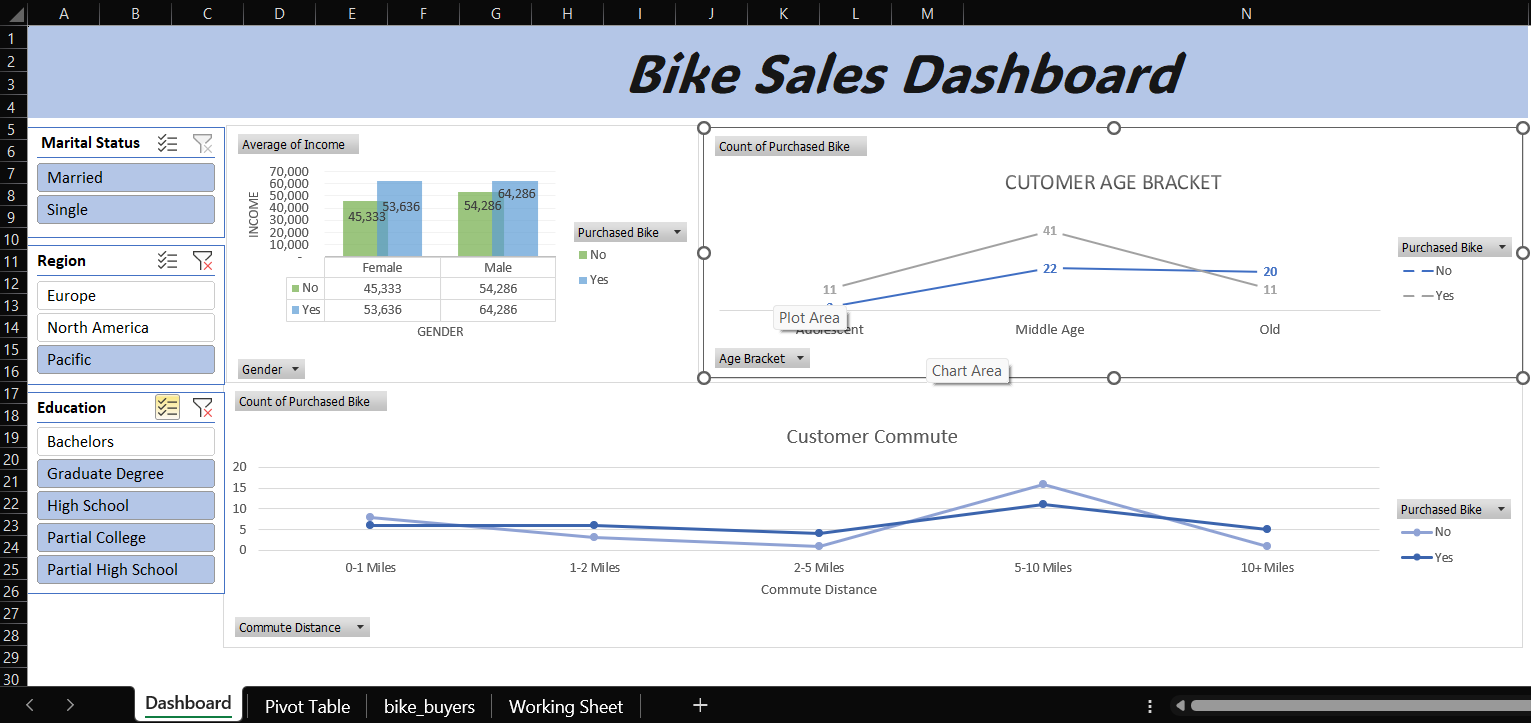 A B C D E F G H I J K L M N
1
2
3
4
5
6
7
8
9
10
11
12
13
14
15
16
17
18
19
20
21
22
23
24
25
26
27
28
29
30
Bike Sales Dashboard
Marital Status
Married
Single
Region
Europe
North America
Pacific
Education
Bachelors
Graduate Degree
High School
Partial College
Partial High School
Average of Income
70,000
60,000
50,000
40,000
30,000
20,000
10,000
-
INCOME
45,333 53,636 54,286 64,286
Female Male
No 45,333 54,286
Yes 53,636 64,286
GENDER
Purchased Bike
No
Yes
Gender
Count of Purchased Bike
CUTOMER AGE BRACKET
41
22 20
11 11
Plot Area
Adolescent Middle Age Old
Age Bracket
Chart Area
Purchased Bike
No
Yes
Count of Purchased Bike
Customer Commute
20
15
10
5
0
0-1 Miles 1-2 Miles 2-5 Miles 5-10 Miles 10+ Miles
Commute Distance
Purchased Bike
No
Yes
Commute Distance
Dashboard Pivot Table bike_buyers Working Sheet